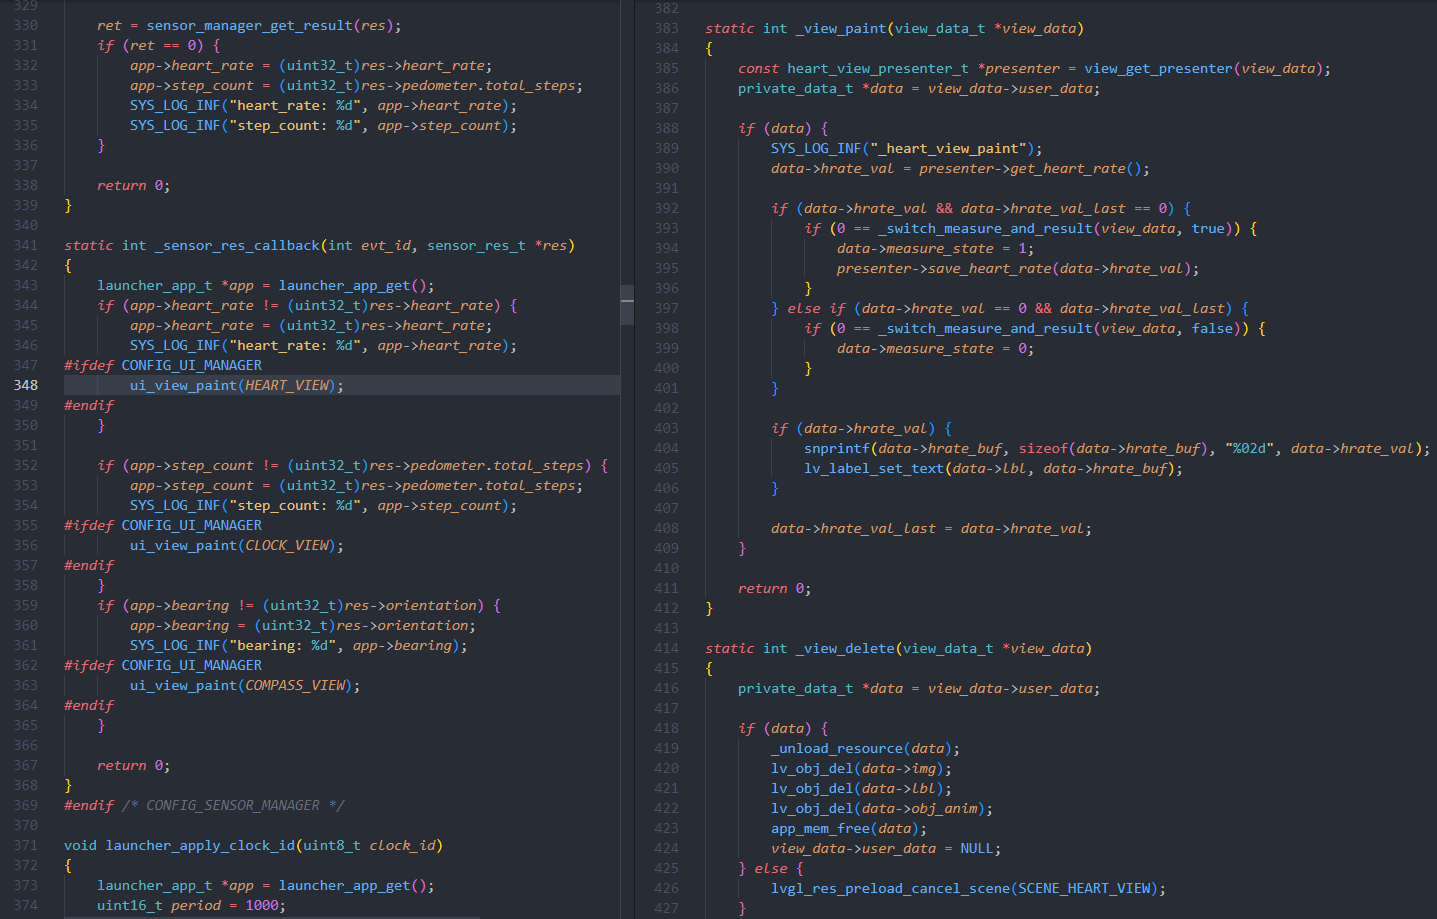 329
330 ret = sensor_manager_get_result(res);
331 if (ret == 0) {
332 app->heart_rate = (uint32_t)res->heart_rate;
333 app->step_count = (uint32_t)res->pedometer.total_steps;
334 SYS_LOG_INF("heart_rate: %d", app->heart_rate);
335 SYS_LOG_INF("step_count: %d", app->step_count);
336 }
337
338 return 0;
339 }
340
341 static int _sensor_res_callback(int evt_id, sensor_res_t *res)
342 {
343 launcher_app_t *app = launcher_app_get();
344 if (app->heart_rate != (uint32_t)res->heart_rate) {
345 app->heart_rate = (uint32_t)res->heart_rate;
346 SYS_LOG_INF("heart_rate: %d", app->heart_rate);
347 #ifdef CONFIG_UI_MANAGER
348 ui_view_paint(HEART_VIEW);
349 #endif
350 }
351
352 if (app->step_count != (uint32_t)res->pedometer.total_steps) {
353 app->step_count = (uint32_t)res->pedometer.total_steps;
354 SYS_LOG_INF("step_count: %d", app->step_count);
355 #ifdef CONFIG_UI_MANAGER
356 ui_view_paint(CLOCK_VIEW);
357 #endif
358 }
359 if (app->bearing != (uint32_t)res->orientation) {
360 app->bearing = (uint32_t)res->orientation;
361 SYS_LOG_INF("bearing: %d", app->bearing);
362 #ifdef CONFIG_UI_MANAGER
363 ui_view_paint(COMPASS_VIEW);
364 #endif
365 }
366
367 return 0;
368 }
369 #endif /* CONFIG_SENSOR_MANAGER */
370
371 void launcher_apply_clock_id(uint8_t clock_id)
372 {
373 launcher_app_t *app = launcher_app_get();
374 uint16_t period = 1000;
382
383 static int _view_paint(view_data_t *view_data)
384 {
385 const heart_view_presenter_t *presenter = view_get_presenter(view_data);
386 private_data_t *data = view_data->user_data;
387
388 if (data) {
389 SYS_LOG_INF("_heart_view_paint");
390 data->hrate_val = presenter->get_heart_rate();
391
392 if (data->hrate_val && data->hrate_val_last == 0) {
393 if (0 == _switch_measure_and_result(view_data, true)) {
394 data->measure_state = 1;
395 presenter->save_heart_rate(data->hrate_val);
396 }
397 } else if (data->hrate_val == 0 && data->hrate_val_last) {
398 if (0 == _switch_measure_and_result(view_data, false)) {
399 data->measure_state = 0;
400 }
401 }
402
403 if (data->hrate_val) {
404 snprintf(data->hrate_buf, sizeof(data->hrate_buf), "%02d", data->hrate_val);
405 lv_label_set_text(data->lbl, data->hrate_buf);
406 }
407
408 data->hrate_val_last = data->hrate_val;
409 }
410
411 return 0;
412 }
413
414 static int _view_delete(view_data_t *view_data)
415 {
416 private_data_t *data = view_data->user_data;
417
418 if (data) {
419 _unload_resource(data);
420 lv_obj_del(data->img);
421 lv_obj_del(data->lbl);
422 lv_obj_del(data->obj_anim);
423 app_mem_free(data);
424 view_data->user_data = NULL;
425 } else {
426 lvgl_res_preload_cancel_scene(SCENE_HEART_VIEW);
427 }